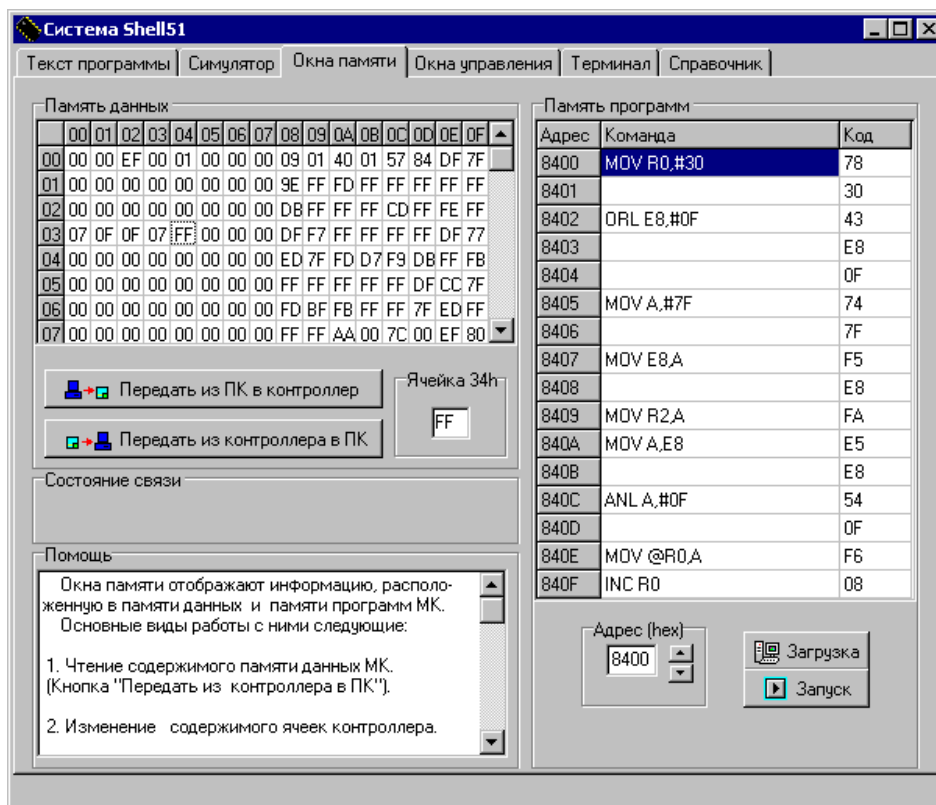 Система Shell51
Текст программы Симулятор Окна памяти Окна управления Терминал Справочник
Память данных
00 01 02 03 04 05 06 07 08 09 0A 0B 0C 0D 0E 0F
00 00 00 EF 00 01 00 00 00 09 01 40 01 57 84 DF 7F
01 00 00 00 00 00 00 00 00 9E FF FD FF FF FF FF FF
02 00 00 00 00 00 00 00 00 DB FF FF FF CD FF FE FF
03 07 0F 0F 07 FF 00 00 00 DF F7 FF FF FF FF DF 77
04 00 00 00 00 00 00 00 00 ED 7F FD D7 F9 DB FF FB
05 00 00 00 00 00 00 00 00 FF FF FF FF FF DF CC 7F
06 00 00 00 00 00 00 00 00 FD BF FB FF FF 7F ED FF
07 00 00 00 00 00 00 00 00 FF FF AA 00 7C 00 EF 80
Передать из ПК в контроллер
Передать из контроллера в ПК
Ячейка 34h
FF
Состояние связи
Помощь
Окна памяти отображают информацию, располо-
женную в памяти данных и памяти программ МК.
Основные виды работы с ними следующие:
1. Чтение содержимого памяти данных МК.
(Кнопка "Передать из контроллера в ПК").
2. Изменение содержимого ячеек контроллера.
Память программ
Адрес Команда Код
8400 MOV R0,#30 78
8401 30
8402 ORL E8,#0F 43
8403 E8
8404 0F
8405 MOV A,#7F 74
8406 7F
8407 MOV E8,A F5
8408 E8
8409 MOV R2,A FA
840A MOV A,E8 E5
840B E8
840C ANL A,#0F 54
840D 0F
840E MOV @R0,A F6
840F INC R0 08
Адрес (hex)
8400
Загрузка
Запуск